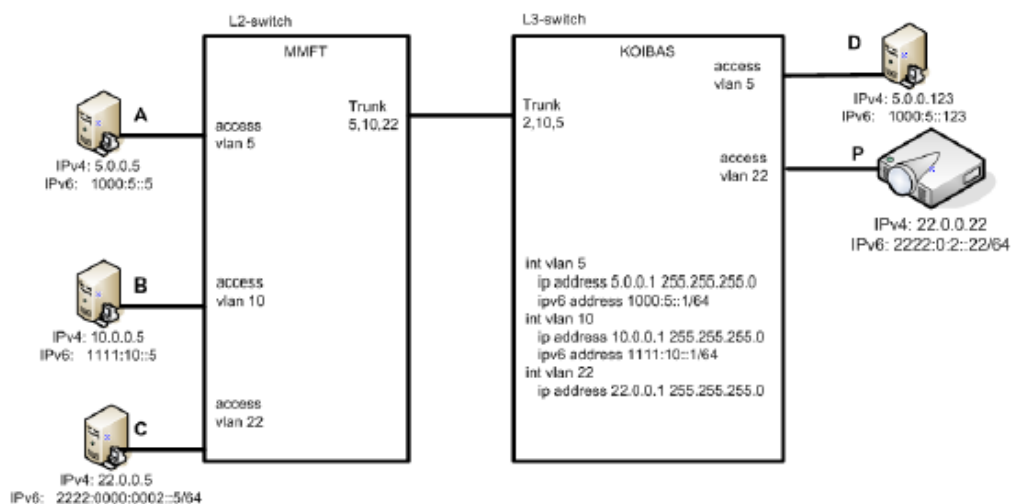 L2-switch
MMFT
A
IPv4: 5.0.0.5
IPv6: 1000:5::5
access
vlan 5
Trunk
5,10,22
B
IPv4: 10.0.0.5
IPv6: 1111:10::5
access
vlan 10
C
IPv4: 22.0.0.5
IPv6: 2222:0000:0002::5/64
access
vlan 22
L3-switch
KOIBAS
Trunk
2,10,5
access
vlan 5
D
IPv4: 5.0.0.123
IPv6: 1000:5::123
access
vlan 22
P
IPv4: 22.0.0.22
IPv6: 2222:0:2::22/64
int vlan 5
ip address 5.0.0.1 255.255.255.0
ipv6 address 1000:5::1/64
int vlan 10
ip address 10.0.0.1 255.255.255.0
ipv6 address 1111:10::1/64
int vlan 22
ip address 22.0.0.1 255.255.255.0